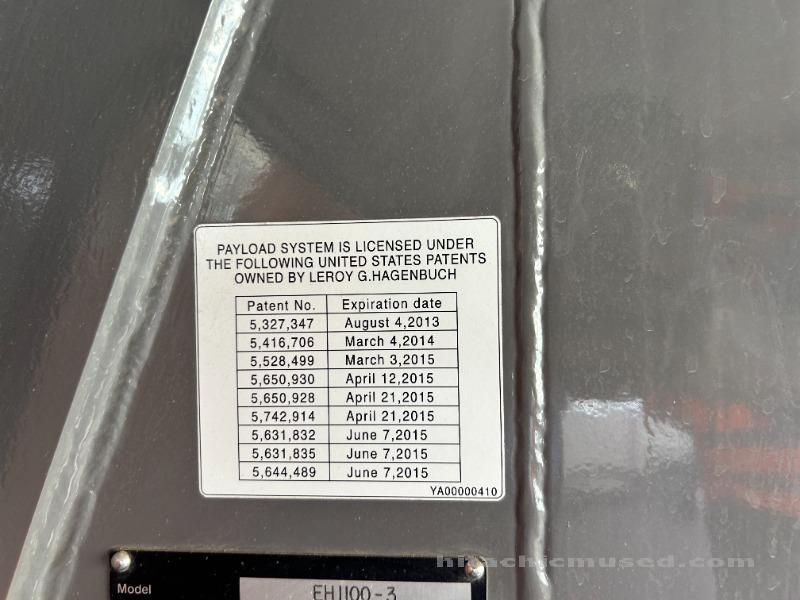 PAYLOAD SYSTEM IS LICENSED UNDER
THE FOLLOWING UNITED STATES PATENTS
OWNED BY LEROY G.HAGENBUCH
Patent No. Expiration date
5,327,347 August 4,2013
5,416,706 March 4,2014
5,528,499 March 3,2015
5,650,930 April 12,2015
5,650,928 April 21,2015
5,742,914 April 21,2015
5,631,832 June 7,2015
5,631,835 June 7,2015
5,644,489 June 7,2015
YA00000410
hitachicmused.com
Model EH1100-3